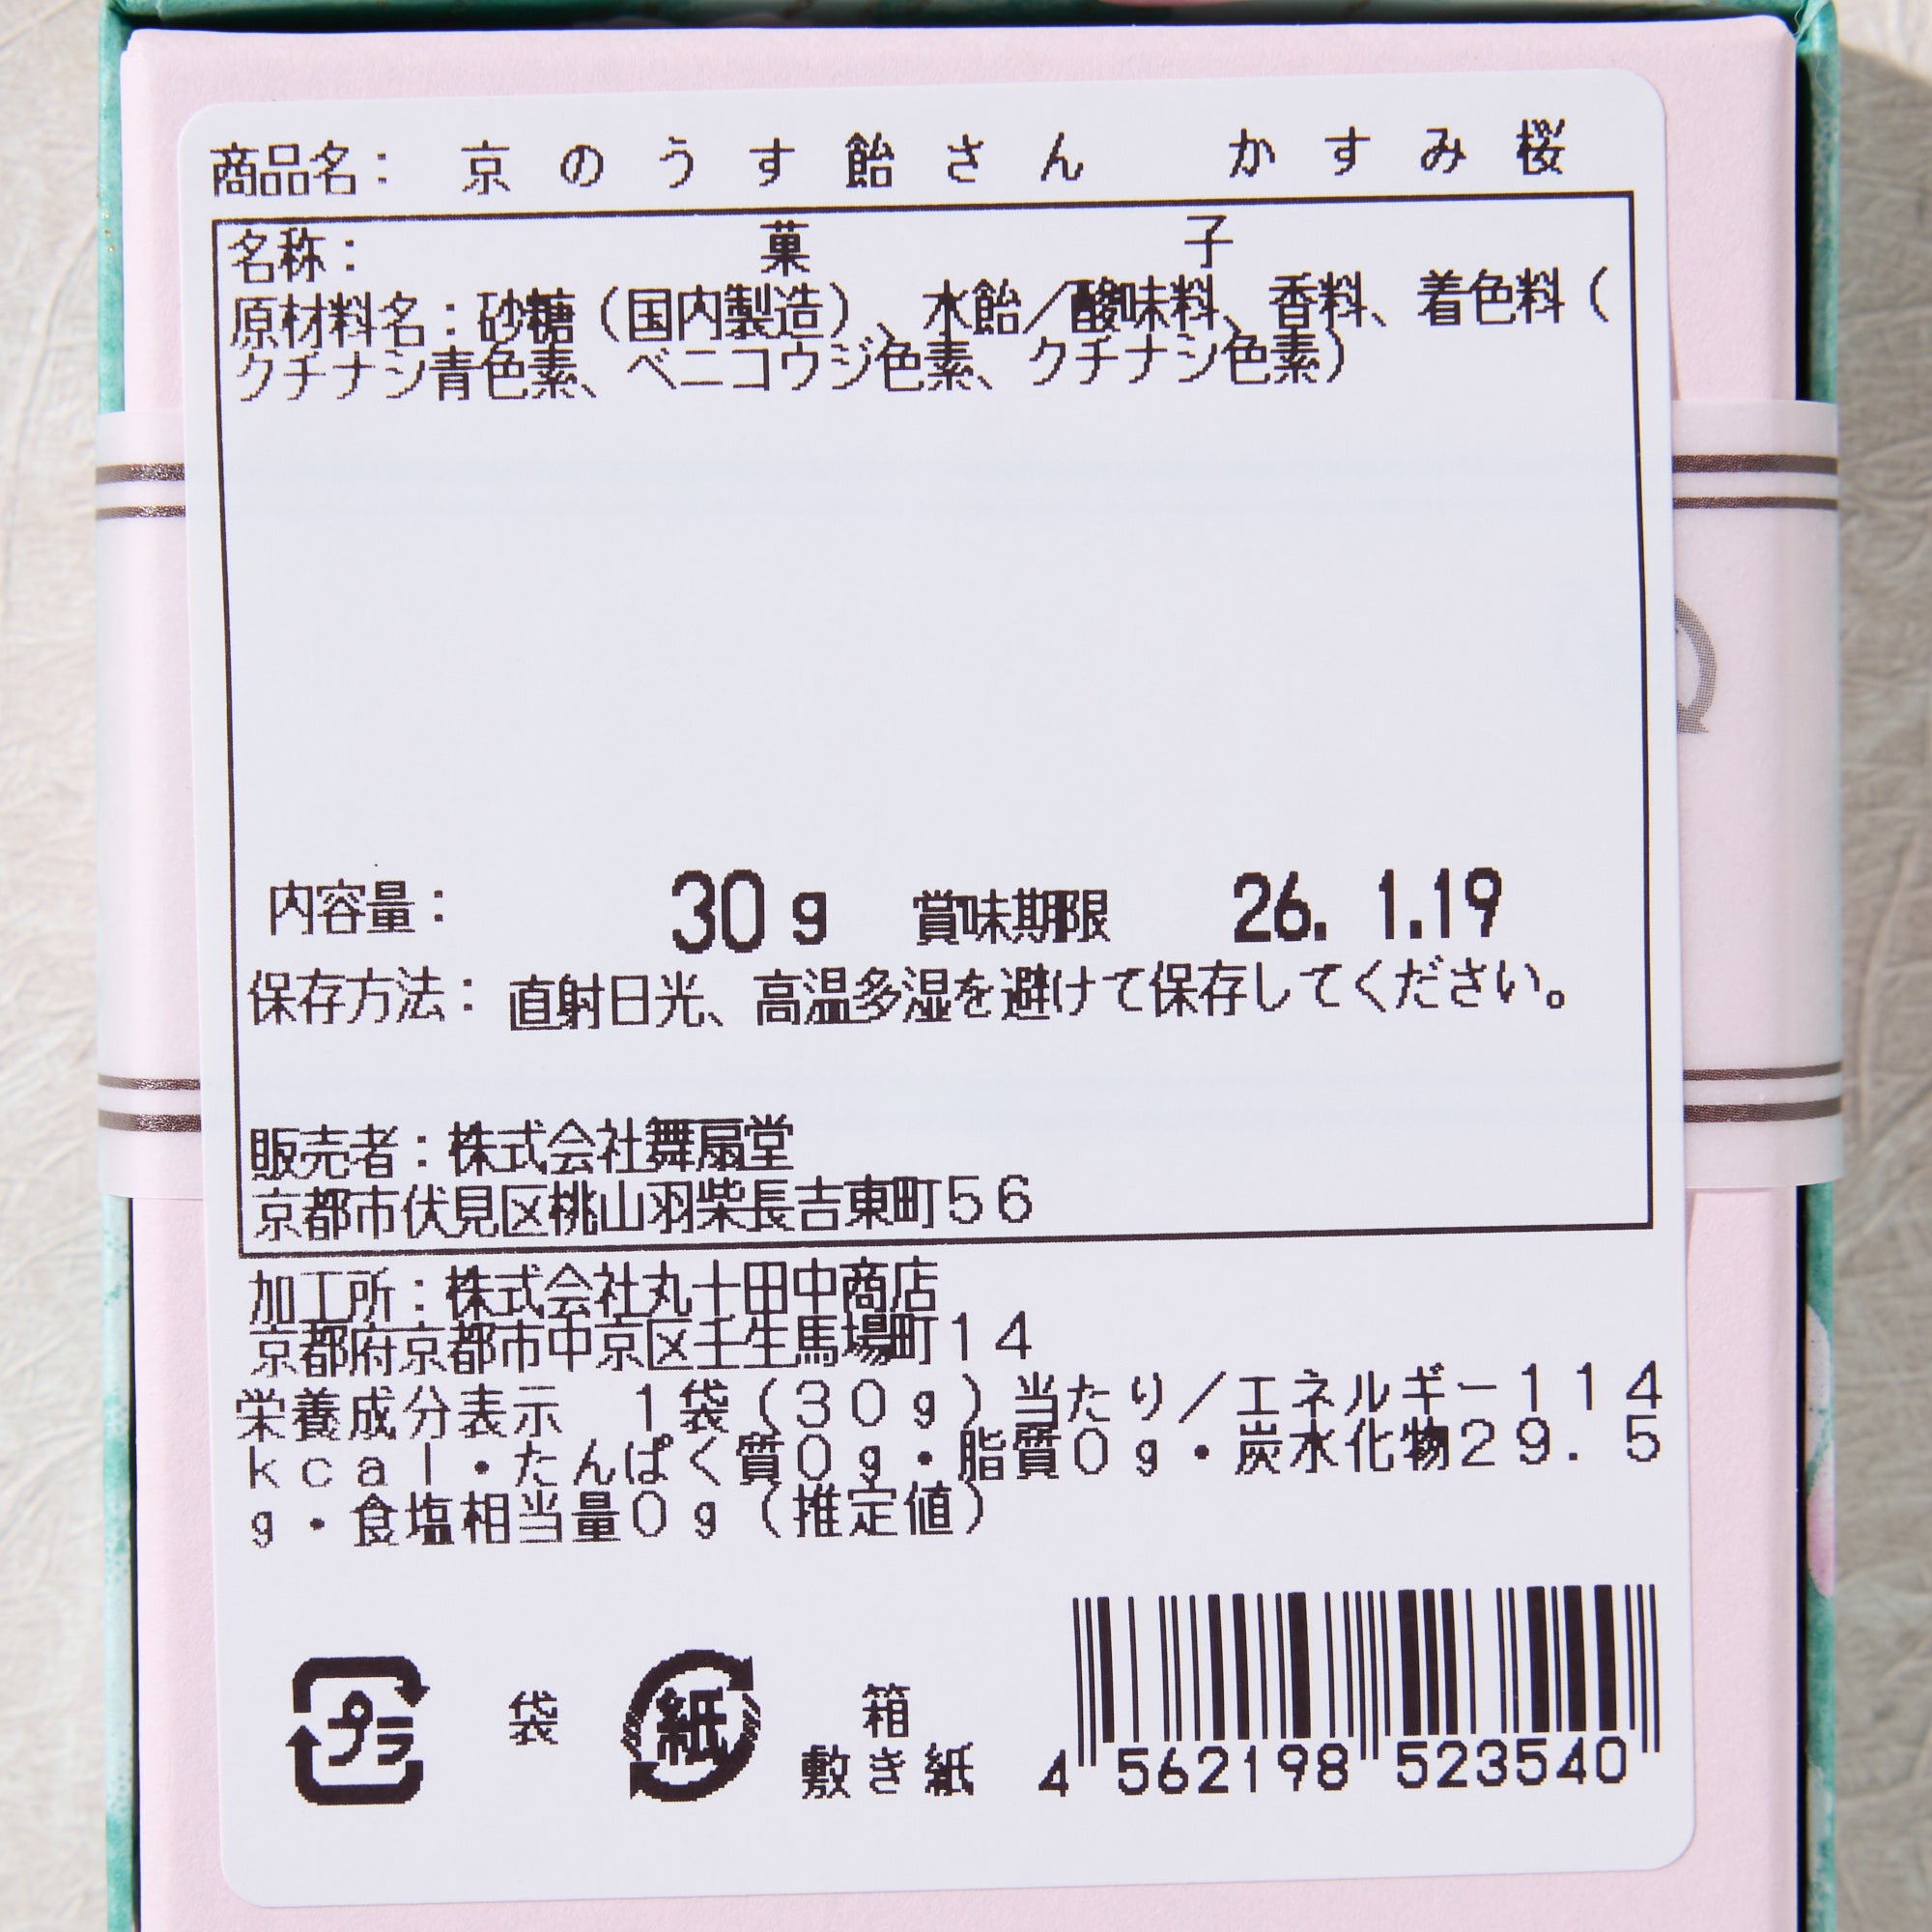 商品名：京のうす飴さん　かすみ桜
名称：菓子
原材料名：砂糖（国内製造）、水飴／酸味料、香料、着色料（
クチナシ青色素、ベニコウジ色素、クチナシ色素）
内容量：30g 賞味期限 26. 1.19
保存方法：直射日光、高温多湿を避けて保存してください。
販売者：株式会社舞扇堂
京都市伏見区桃山羽柴長吉東町５６
加工所：株式会社丸十田中商店
京都府京都市中京区壬生馬場町１４
栄養成分表示　１袋（３０ｇ）当たり／エネルギー１１４
ｋｃａｌ・たんぱく質０ｇ・脂質０ｇ・炭水化物２９．５
ｇ・食塩相当量０ｇ（推定値）
プラ 袋 紙 箱
敷き紙
4 562198 523540